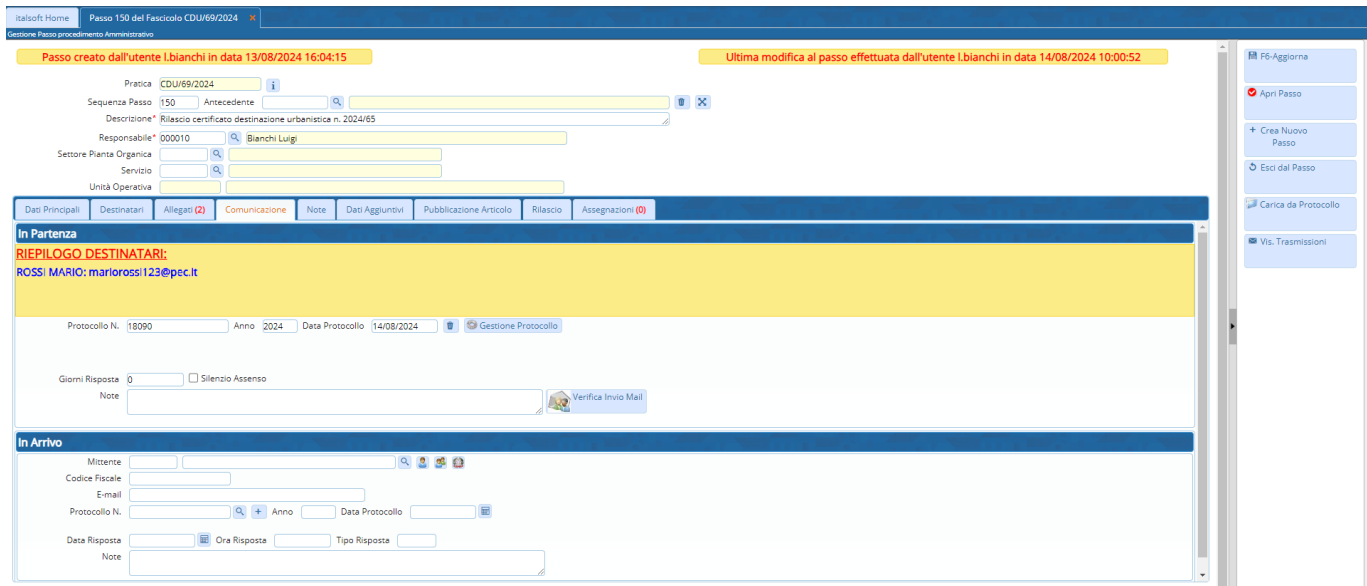 italsoft Home Passo 150 del Fascicolo CDU/69/2024 ×
Gestione Passo procedimento Amministrativo
Passo creato dall'utente l.bianchi in data 13/08/2024 16:04:15 Ultima modifica al passo effettuata dall'utente l.bianchi in data 14/08/2024 10:00:52
Pratica CDU/69/2024
Sequenza Passo 150 Antecedente
Descrizione* Rilascio certificato destinazione urbanistica n. 2024/65
Responsabile* 000010 Bianchi Luigi
Settore Pianta Organica
Servizio
Unità Operativa
Dati Principali Destinatari Allegati (2) Comunicazione Note Dati Aggiuntivi Pubblicazione Articolo Rilascio Assegnazioni (0)
In Partenza
RIEPILOGO DESTINATARI:
ROSSI MARIO: mariorossi123@pec.it
Protocollo N. 18090 Anno 2024 Data Protocollo 14/08/2024 Gestione Protocollo
Giorni Risposta 0 Silenzio Assenso
Note Verifica Invio Mail
In Arrivo
Mittente
Codice Fiscale
E-mail
Protocollo N. + Anno Data Protocollo
Data Risposta Ora Risposta Tipo Risposta
Note
F6-Aggiorna
Apri Passo
+ Crea Nuovo
Passo
Esci dal Passo
Carica da Protocollo
Vis. Trasmissioni